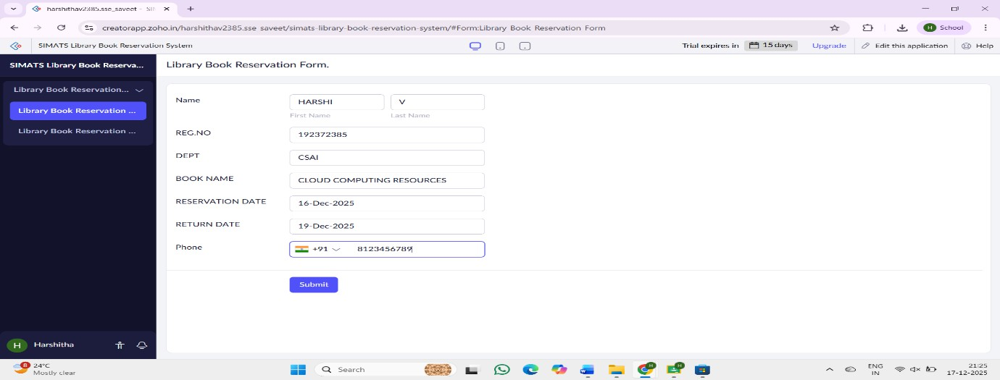 harshithav2385.sse_saveet - SII
creatorapp.zoho.in/harshithav2385.sse_saveet/simats-library-book-reservation-system/#Form:Library_Book_Reservation_Form
H School
SIMATS Library Book Reservation System
Trial expires in 15 days Upgrade Edit this application Help
SIMATS Library Book Reserva...
Library Book Reservation Form.
Library Book Reservation...
Library Book Reservation ...
Library Book Reservation ...
Name HARSHI V
First Name Last Name
REG.NO 192372385
DEPT CSAI
BOOK NAME CLOUD COMPUTING RESOURCES
RESERVATION DATE 16-Dec-2025
RETURN DATE 19-Dec-2025
Phone +91 8123456789
Submit
H Harshitha
8 24°C
Mostly clear
Search
ENG
IN
21:25
17-12-2025